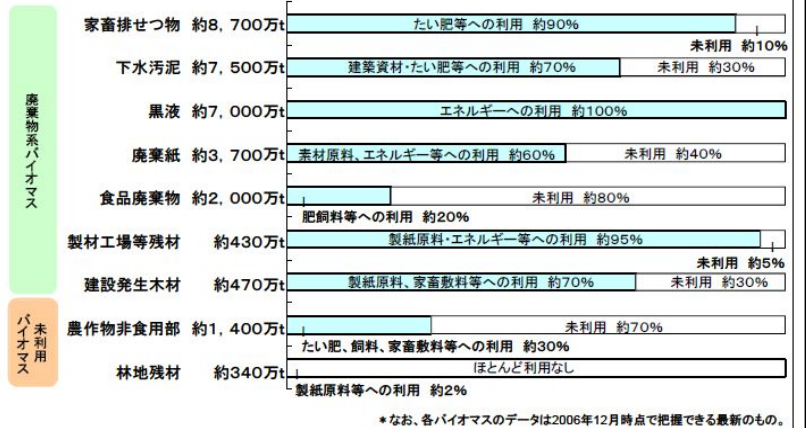 廃棄物系バイオマス
家畜排せつ物 約8,700万t たい肥等への利用 約90%
未利用 約10%
下水汚泥 約7,500万t 建築資材・たい肥等への利用 約70% 未利用 約30%
黒液 約7,000万t エネルギーへの利用 約100%
廃棄紙 約3,700万t 素材原料、エネルギー等への利用 約60% 未利用 約40%
食品廃棄物 約2,000万t 未利用 約80%
肥飼料等への利用 約20%
製材工場等残材 約430万t 製紙原料・エネルギー等への利用 約95%
未利用 約5%
建設発生木材 約470万t 製紙原料、家畜敷料等への利用 約70% 未利用 約30%
未利用
バイオマス
農作物非食用部 約1,400万t 未利用 約70%
たい肥、飼料、家畜敷料等への利用 約30%
林地残材 約340万t ほとんど利用なし
製紙原料等への利用 約2%
*なお、各バイオマスのデータは2006年12月時点で把握できる最新のもの。